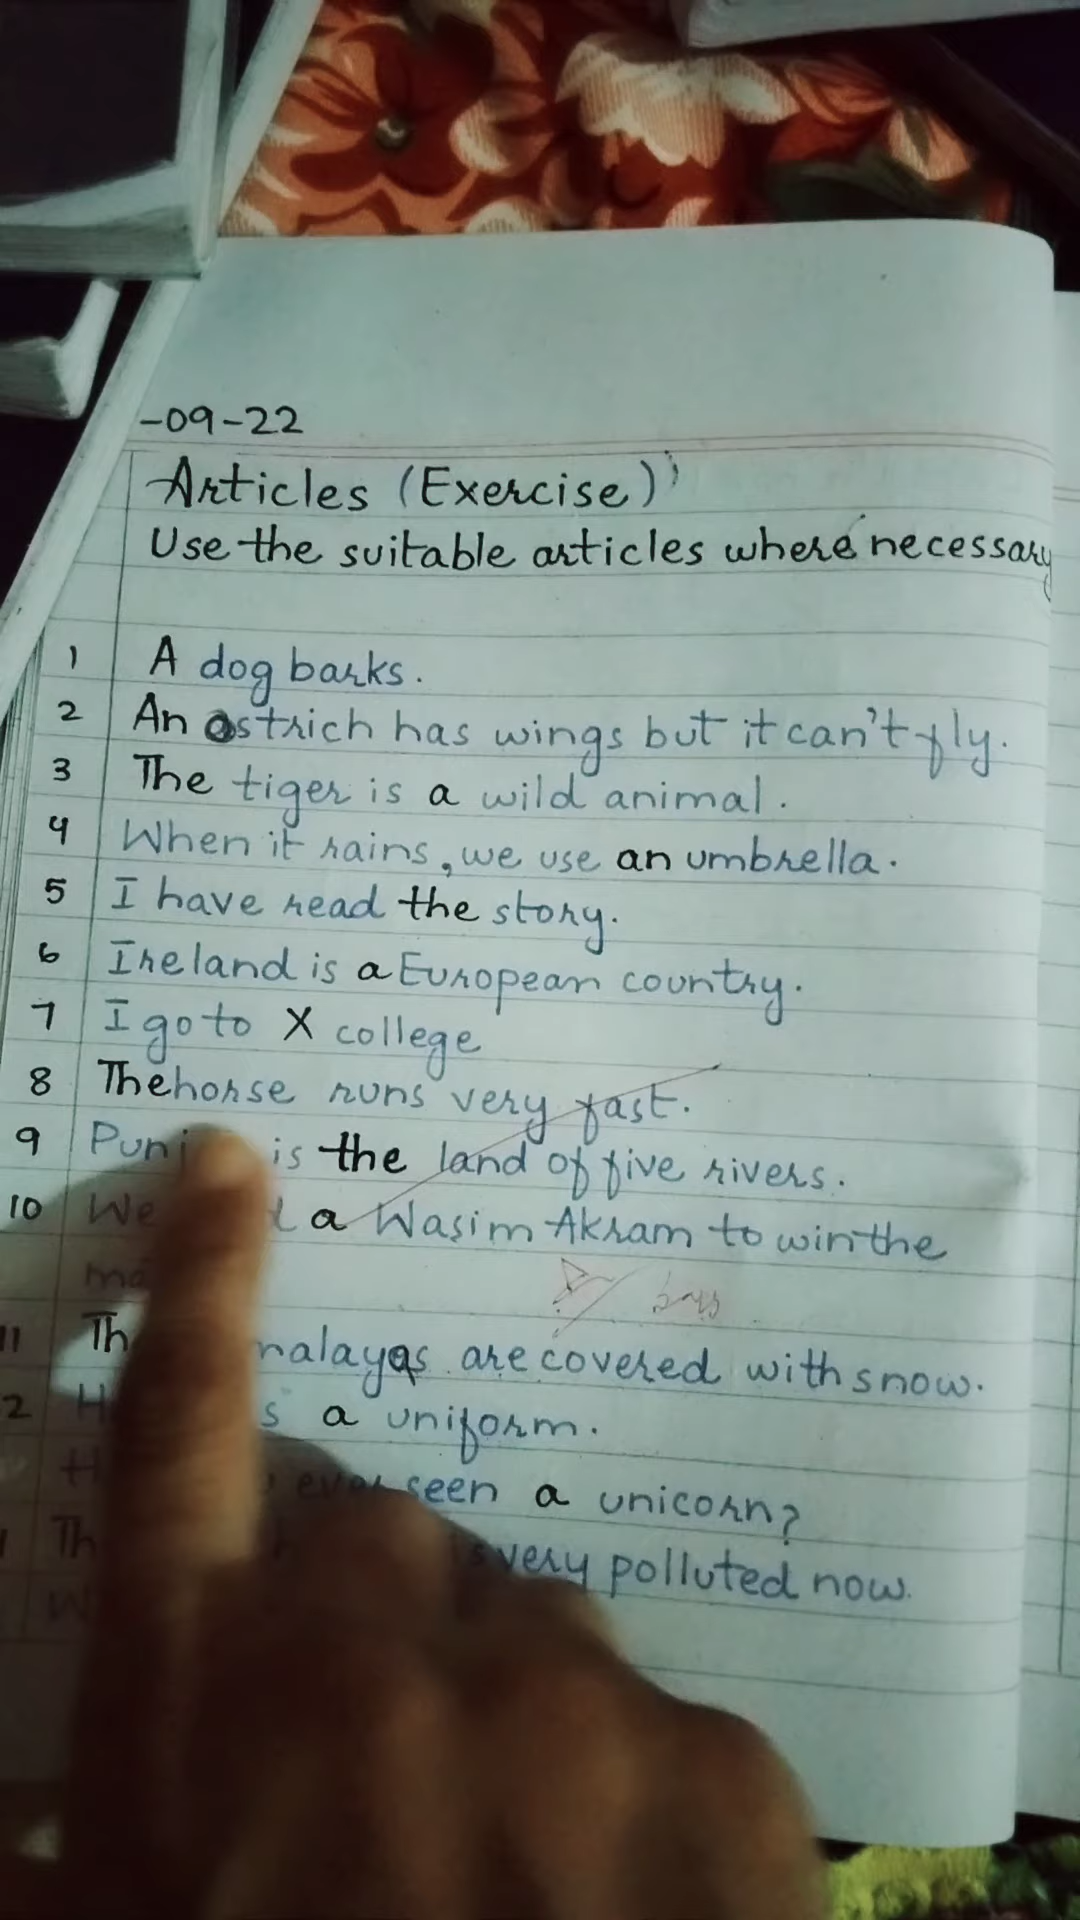 -09-22
Articles (Exercise)
Use the suitable articles where necessary
1 A dog barks.
2 An ostrich has wings but it can't fly.
3 The tiger is a wild animal.
4 When it rains, we use an umbrella.
5 I have read the story.
6 Ireland is a European country.
7 I go to X college
8 The horse runs very fast.
9 is the land of five rivers.
10 We a Wasim Akram to win the
11 are covered with snow.
2 a uniform.
ever seen a unicorn?
very polluted now.